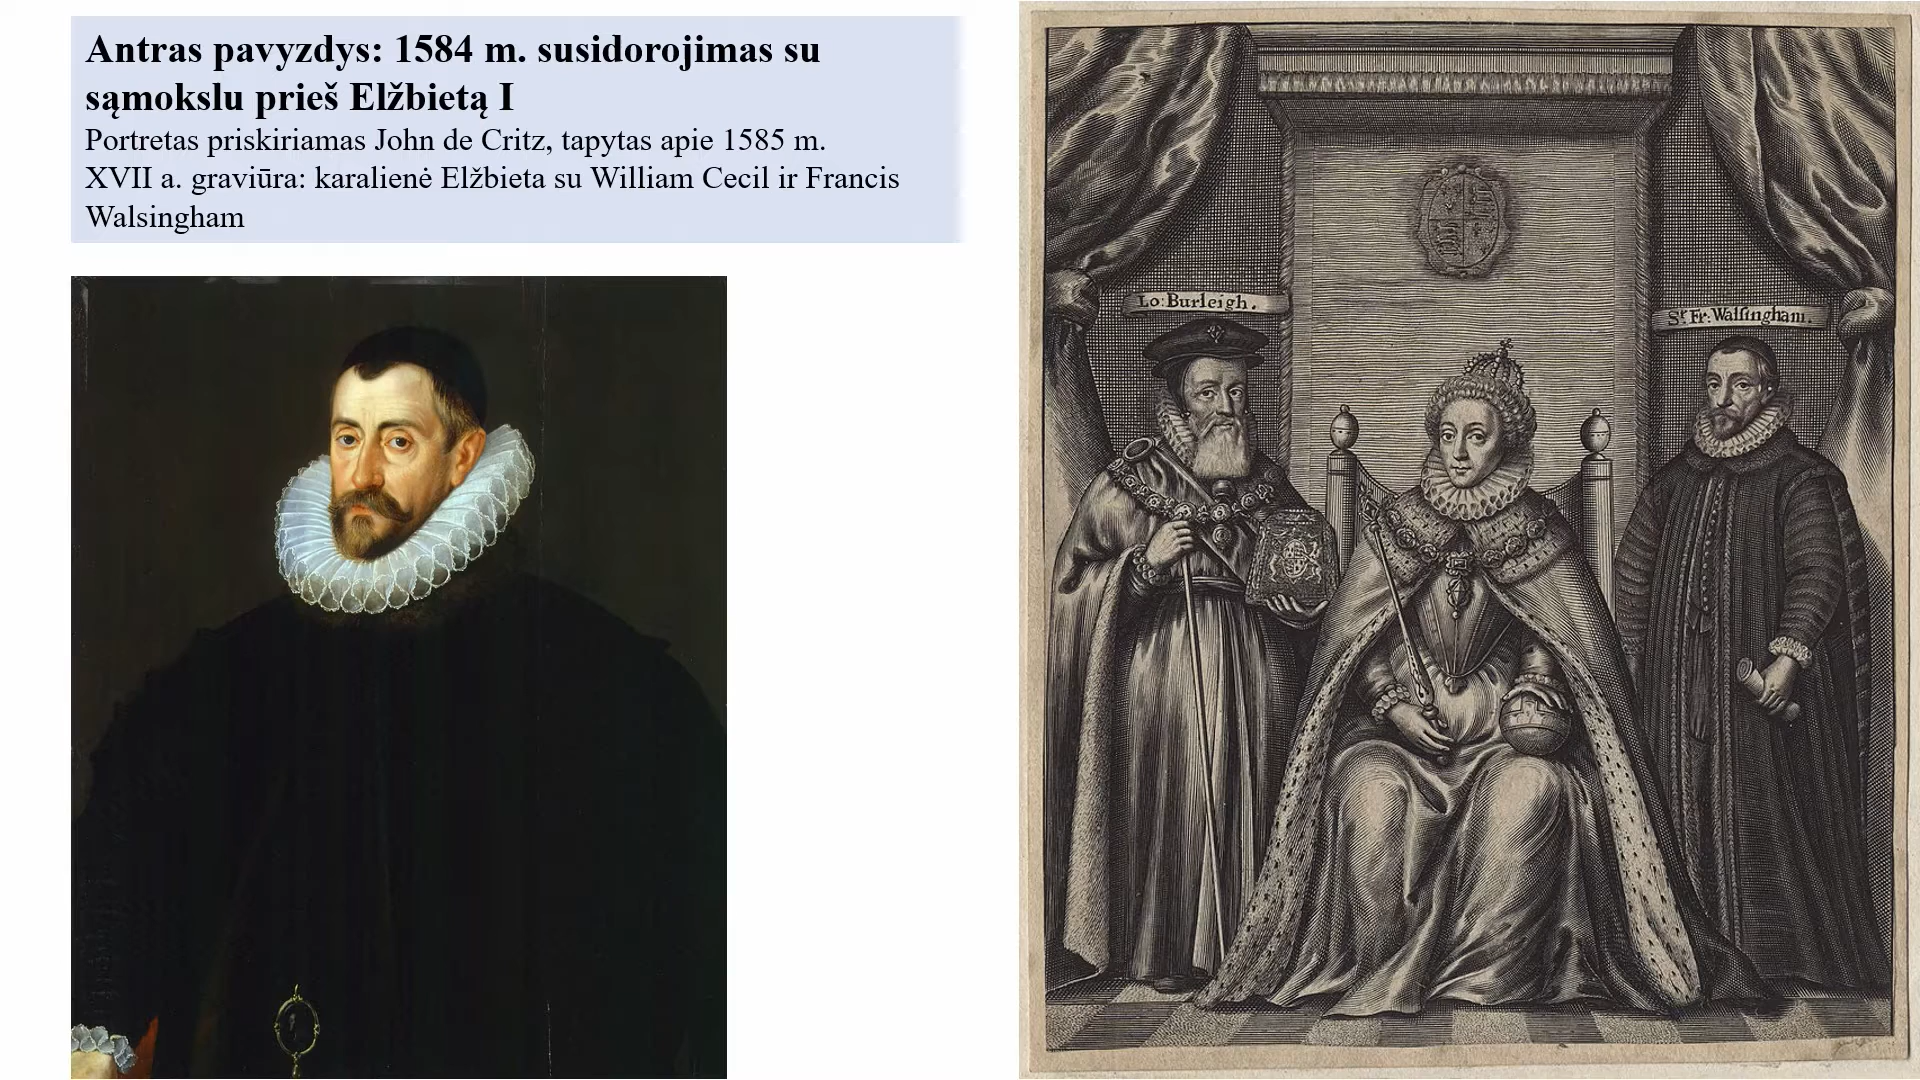 Antras pavyzdys: 1584 m. susidorojimas su
sąmokslu prieš Elžbietą I
Portretas priskiriamas John de Critz, tapytas apie 1585 m.
XVII a. graviūra: karalienė Elžbieta su William Cecil ir Francis
Walsingham
Lo: Burleigh.
Sr Fr: Walsingham.